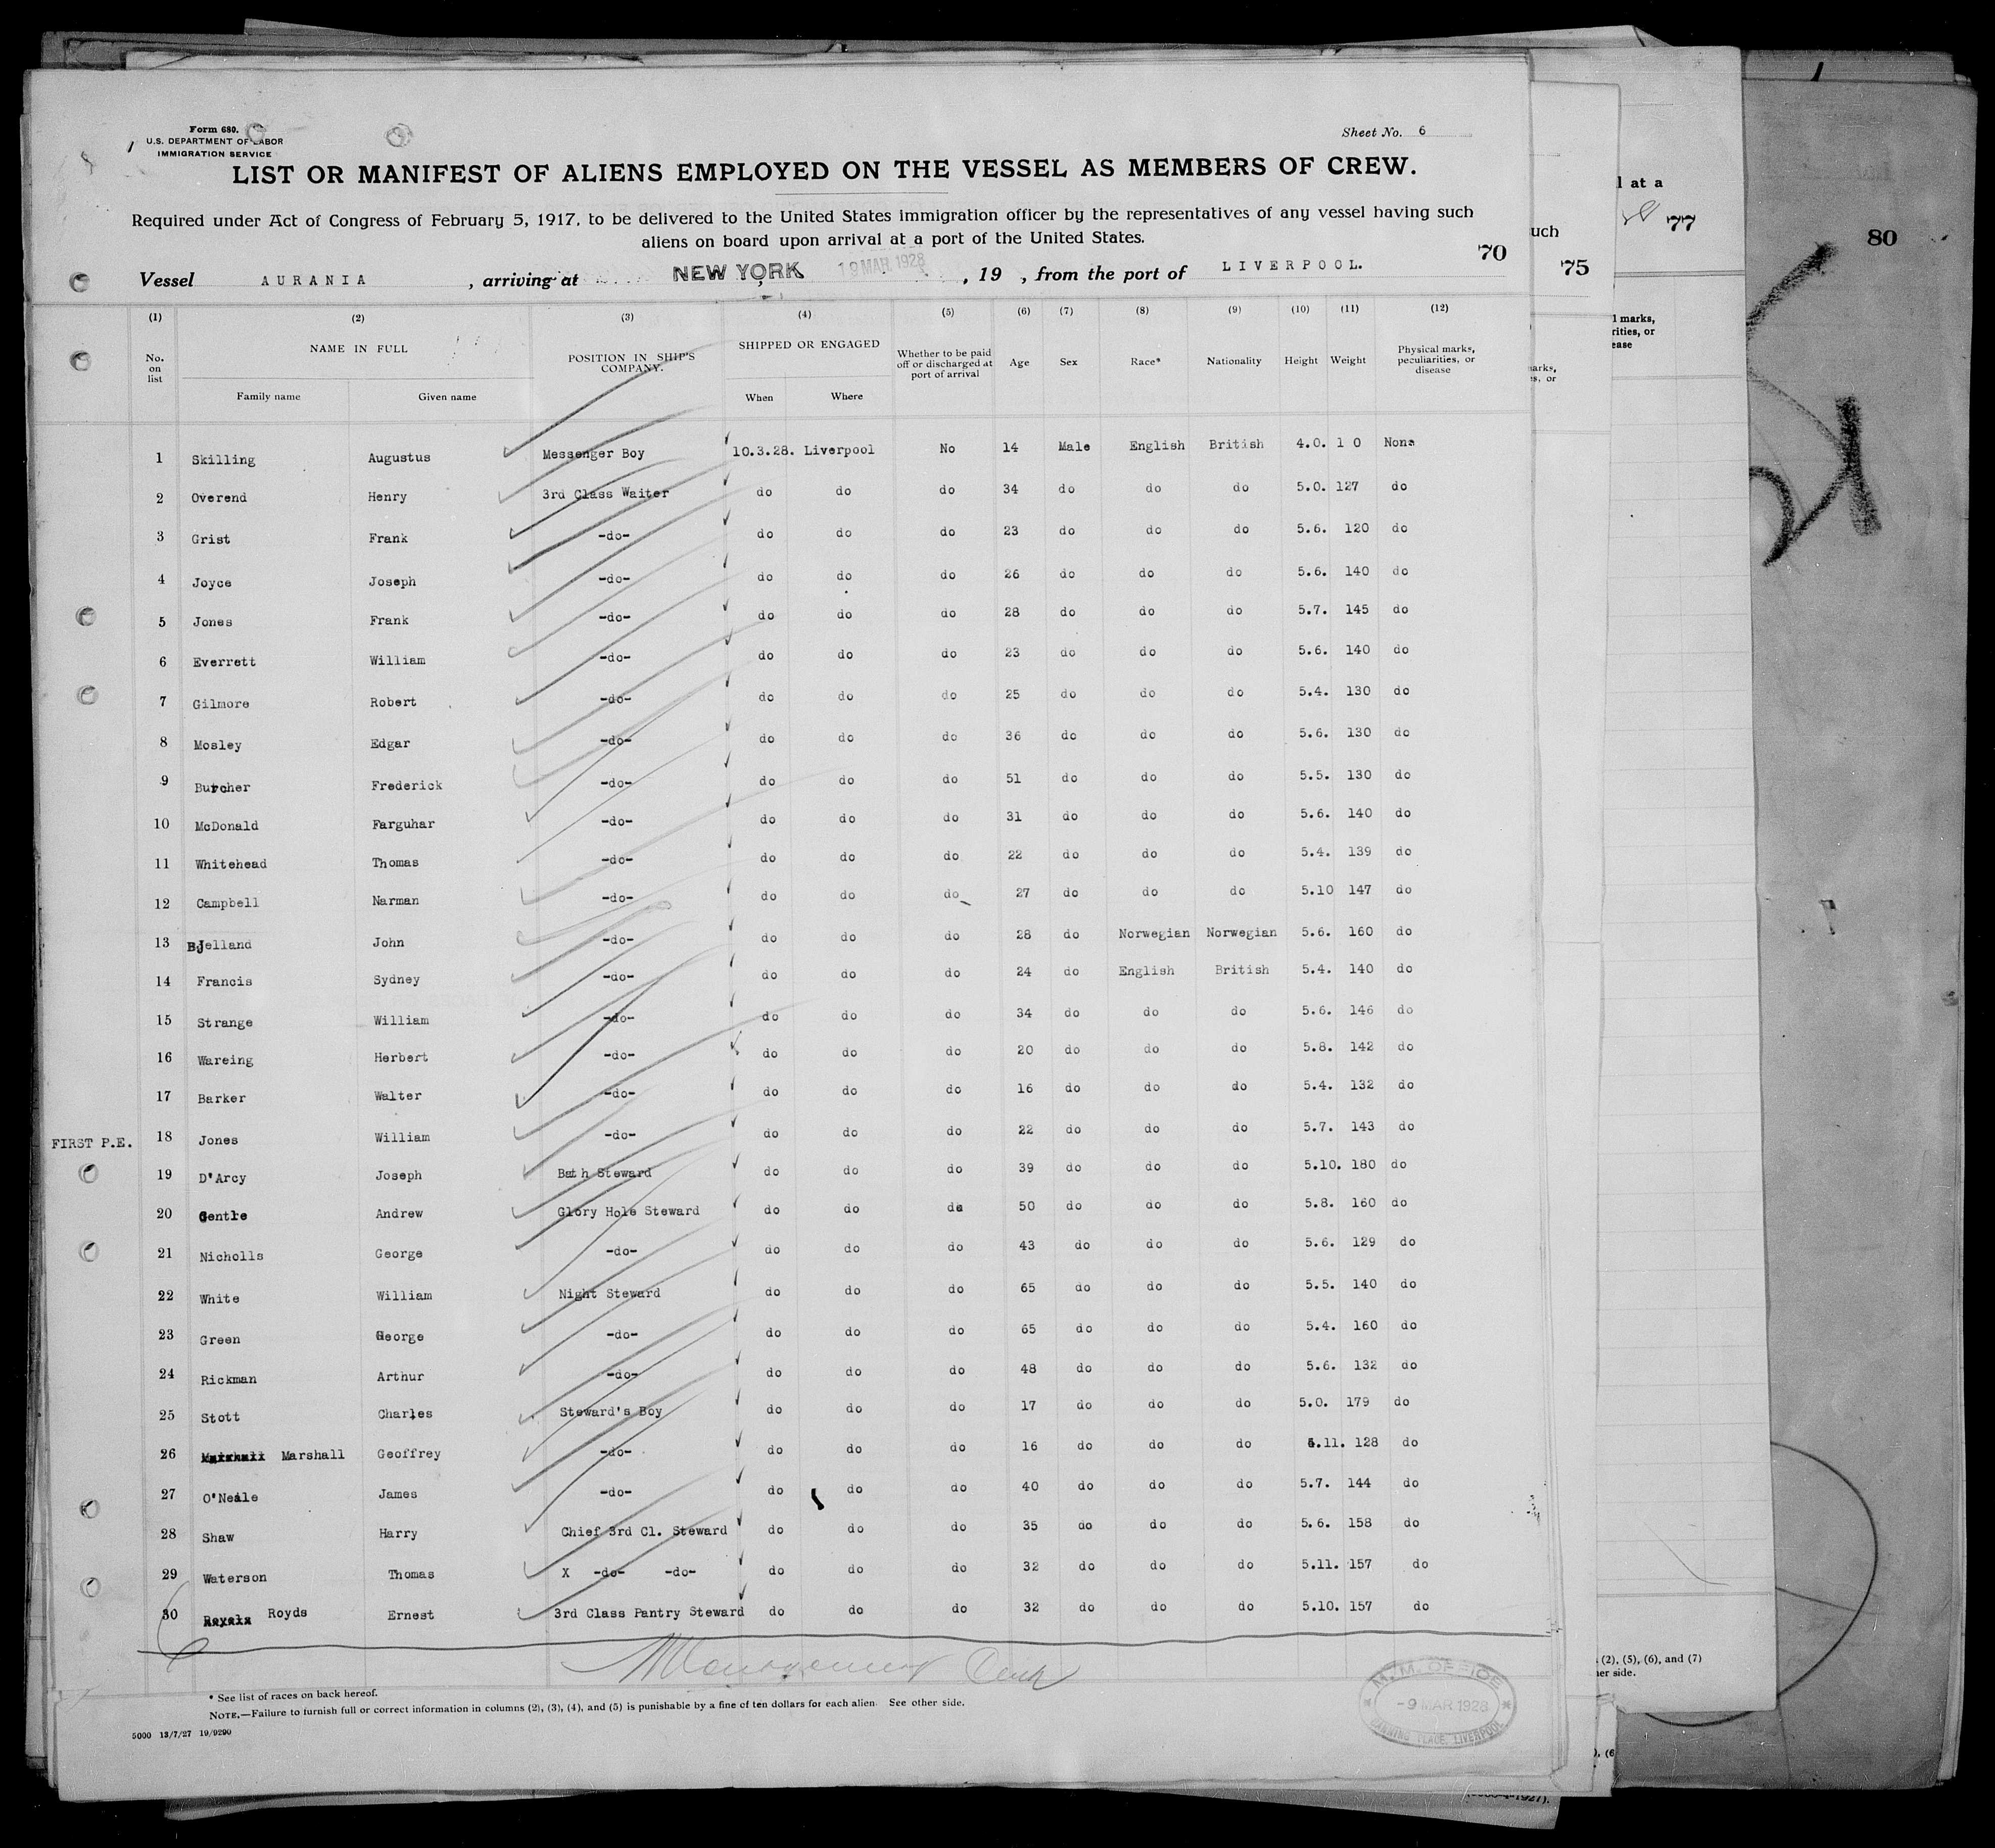 Form 680.
U.S. DEPARTMENT OF LABOR
IMMIGRATION SERVICE
Sheet No. 6
LIST OR MANIFEST OF ALIENS EMPLOYED ON THE VESSEL AS MEMBERS OF CREW.
Required under Act of Congress of February 5, 1917, to be delivered to the United States immigration officer by the representatives of any vessel having such
aliens on board upon arrival at a port of the United States.
70
Vessel AURANIA, arriving at NEW YORK 19 MAR 1928, 19 , from the port of LIVERPOOL.
(1) (2) (3) (4) (5) (6) (7) (8) (9) (10) (11) (12)
No. on list NAME IN FULL POSITION IN SHIP'S COMPANY. SHIPPED OR ENGAGED Whether to be paid off or discharged at port of arrival Age Sex Race* Nationality Height Weight Physical marks, peculiarities, or disease
Family name Given name When Where
1 Skilling Augustus Messenger Boy 10.3.28. Liverpool No 14 Male English British 4.0. 1 0 None
2 Overend Henry 3rd Class Waiter do do do 34 do do do 5.0. 127 do
3 Grist Frank -do- do do do 23 do do do 5.6. 120 do
4 Joyce Joseph -do- do do do 26 do do do 5.6. 140 do
5 Jones Frank -do- do do do 28 do do do 5.7. 145 do
6 Everrett William -do- do do do 23 do do do 5.6. 140 do
7 Gilmore Robert -do- do do do 25 do do do 5.4. 130 do
8 Mosley Edgar -do- do do do 36 do do do 5.6. 130 do
9 Butcher Frederick -do- do do do 51 do do do 5.5. 130 do
10 McDonald Farguhar -do- do do do 31 do do do 5.6. 140 do
11 Whitehead Thomas -do- do do do 22 do do do 5.4. 139 do
12 Campbell Narman -do- do do do 27 do do do 5.10 147 do
13 Bjelland John -do- do do do 28 do Norwegian Norwegian 5.6. 160 do
14 Francis Sydney -do- do do do 24 do English British 5.4. 140 do
15 Strange William -do- do do do 34 do do do 5.6. 146 do
16 Wareing Herbert -do- do do do 20 do do do 5.8. 142 do
17 Barker Walter -do- do do do 16 do do do 5.4. 132 do
FIRST P.E. 18 Jones William -do- do do do 22 do do do 5.7. 143 do
19 D'Arcy Joseph Bath Steward do do do 39 do do do 5.10. 180 do
20 Gentle Andrew Glory Hole Steward do do do 50 do do do 5.8. 160 do
21 Nicholls George -do- do do do 43 do do do 5.6. 129 do
22 White William Night Steward do do do 65 do do do 5.5. 140 do
23 Green George -do- do do do 65 do do do 5.4. 160 do
24 Rickman Arthur -do- do do do 48 do do do 5.6. 132 do
25 Stott Charles Steward's Boy do do do 17 do do do 5.0. 179 do
26 Marshall Geoffrey -do- do do do 16 do do do .11. 128 do
27 O'Neile James -do- do do do 40 do do do 5.7. 144 do
28 Shaw Harry Chief 3rd Cl. Steward do do do 35 do do do 5.6. 158 do
29 Waterson Thomas X -do- -do- do do do 32 do do do 5.11. 157 do
30 Royds Ernest 3rd Class Pantry Steward do do do 32 do do do 5.10. 157 do
* See list of races on back hereof.
NOTE.—Failure to furnish full or correct information in columns (2), (3), (4), and (5) is punishable by a fine of ten dollars for each alien. See other side.
5000 13/7/27 19/9290
M.M. OFFICE
-9 MAR 1928
CANNING PLACE, LIVERPOOL
uch
75
arks,
s, or
l at a
77
l marks,
rities, or
ease
(2), (5), (6), and (7)
er side.
80